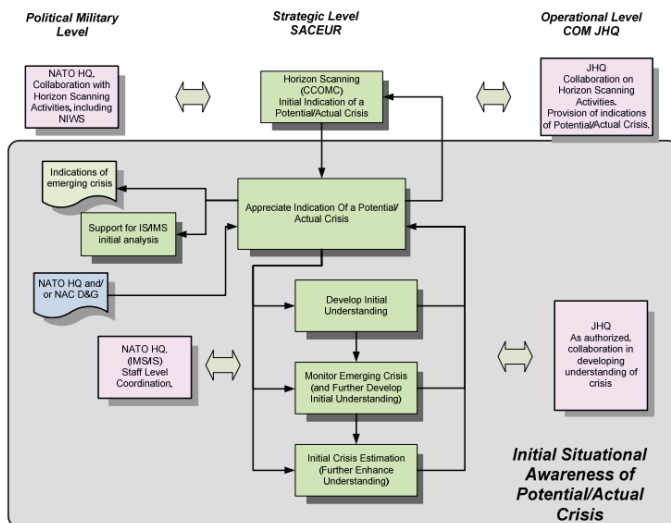 Political Military
Level
Strategic Level
SACEUR
Operational Level
COM JHQ
NATO HQ.
Collaboration with
Horizon Scanning
Activities, including
NIWS
Horizon Scanning
(CCOMC)
Initial Indication of a
Potential/Actual Crisis
JHQ
Collaboration on
Horizon Scanning
Activities.
Provision of indications
of Potential/Actual Crisis.
Indications of
emerging crisis
Appreciate Indication Of a Potential/
Actual Crisis
Support for IS/IMS
initial analysis
NATO HQ and/
or NAC D&G
Develop Initial
Understanding
NATO HQ.
(IMS/IS)
Staff Level
Coordination.
Monitor Emerging Crisis
(and Further Develop
Initial Understanding)
JHQ
As authorized,
collaboration in
developing
understanding of
crisis
Initial Crisis Estimation
(Further Enhance
Understanding)
Initial Situational
Awareness of
Potential/Actual
Crisis